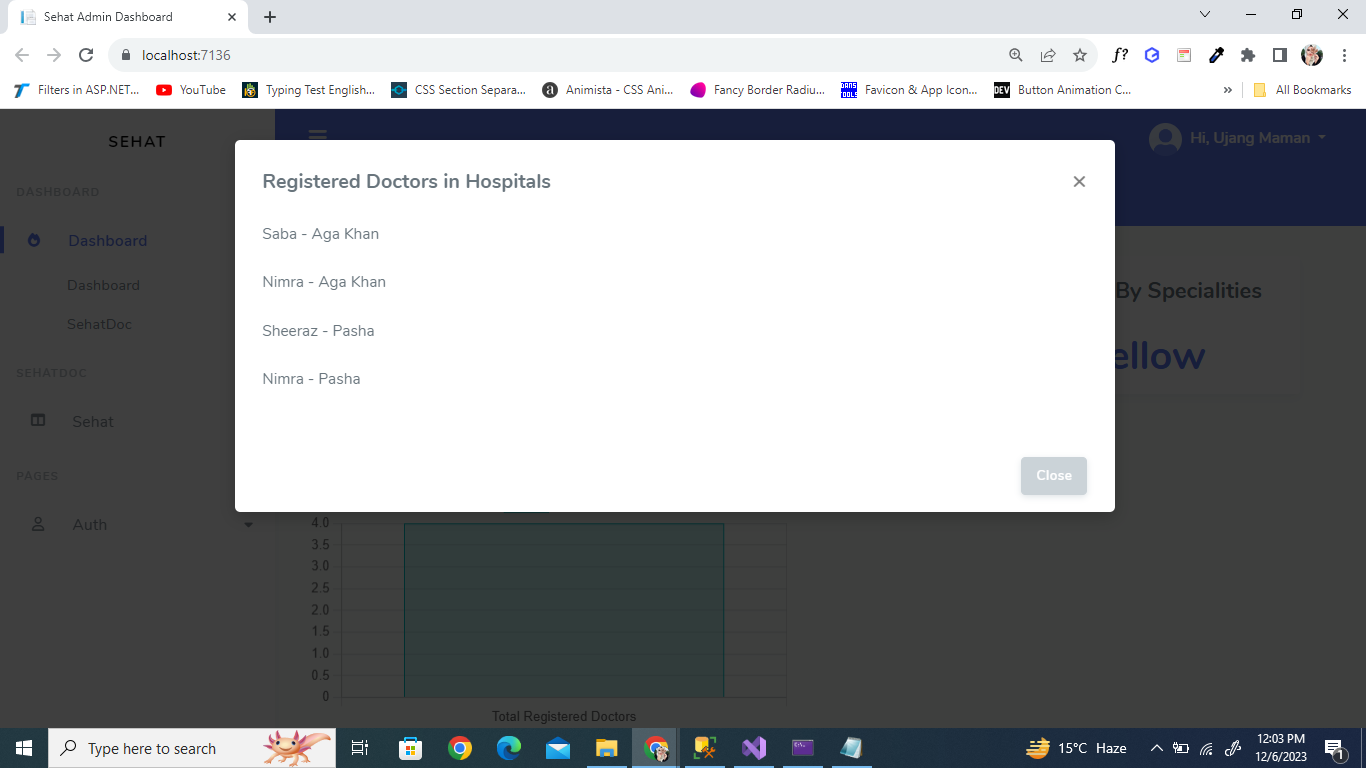 Sehat Admin Dashboard
localhost:7136
f?
Filters in ASP.NET...
YouTube
Typing Test English...
CSS Section Separa...
a
Animista - CSS Ani...
Fancy Border Radiu...
DANS TOOLS
Favicon & App Icon...
DEV
Button Animation C...
»
All Bookmarks
SEHAT
Hi, Ujang Maman
DASHBOARD
Dashboard
Dashboard
SehatDoc
SEHATDOC
Sehat
PAGES
Auth
Registered Doctors in Hospitals
Saba - Aga Khan
Nimra - Aga Khan
Sheeraz - Pasha
Nimra - Pasha
Close
By Specialities
ellow
4.0
3.5
3.0
2.5
2.0
1.5
1.0
0.5
0
Total Registered Doctors
Type here to search
15°C Haze
12:03 PM
12/6/2023
1